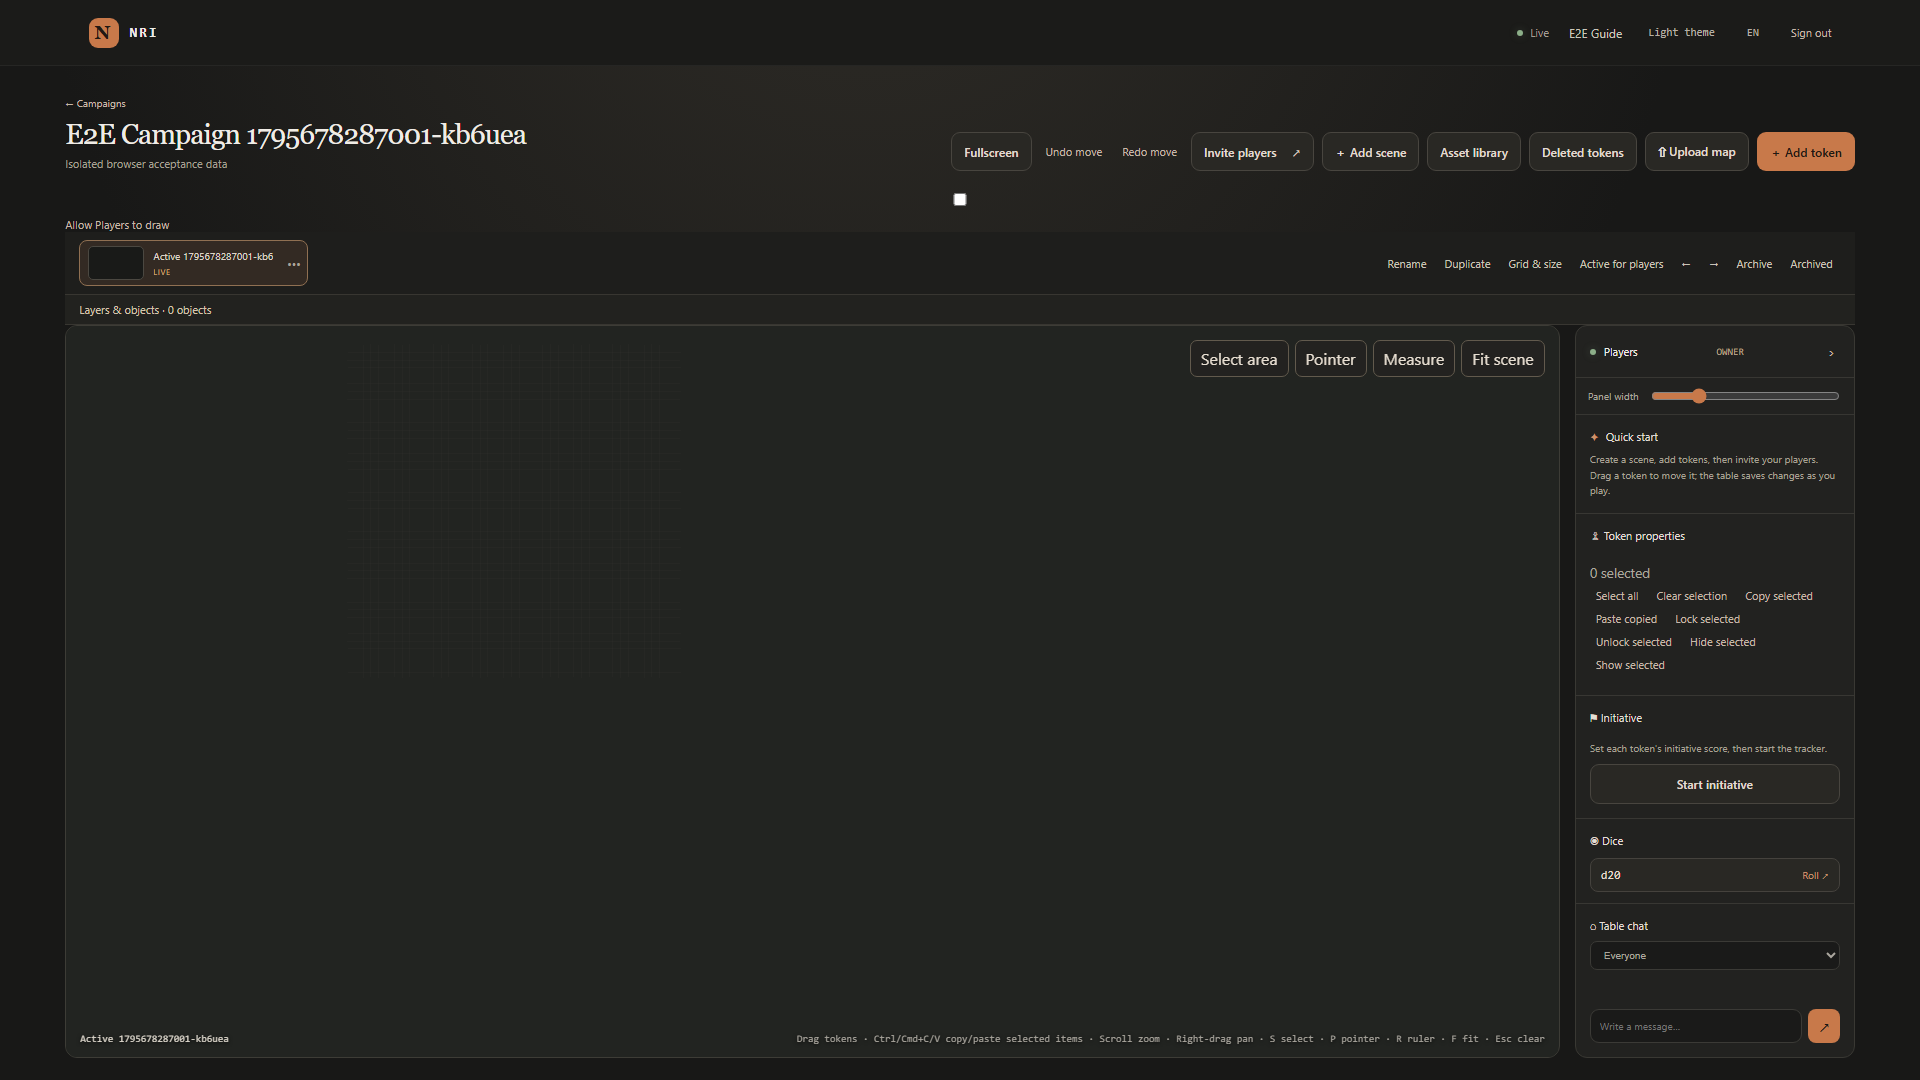 N NRI
Live E2E Guide Light theme EN Sign out
← Campaigns
E2E Campaign 1795678287001-kb6uea
Isolated browser acceptance data
Fullscreen Undo move Redo move Invite players ↗ + Add scene Asset library Deleted tokens ⇧ Upload map + Add token
Allow Players to draw
Active 1795678287001-kb6
LIVE
•••
Rename Duplicate Grid & size Active for players ← → Archive Archived
Layers & objects · 0 objects
Select area Pointer Measure Fit scene
Active 1795678287001-kb6uea
Drag tokens · Ctrl/Cmd+C/V copy/paste selected items · Scroll zoom · Right-drag pan · S select · P pointer · R ruler · F fit · Esc clear
Players OWNER ›
Panel width
✦ Quick start
Create a scene, add tokens, then invite your players.
Drag a token to move it; the table saves changes as you
play.
Token properties
0 selected
Select all Clear selection Copy selected
Paste copied Lock selected
Unlock selected Hide selected
Show selected
⚑ Initiative
Set each token's initiative score, then start the tracker.
Start initiative
◉ Dice
d20 Roll ↗
⌂ Table chat
Everyone
Write a message... ↗